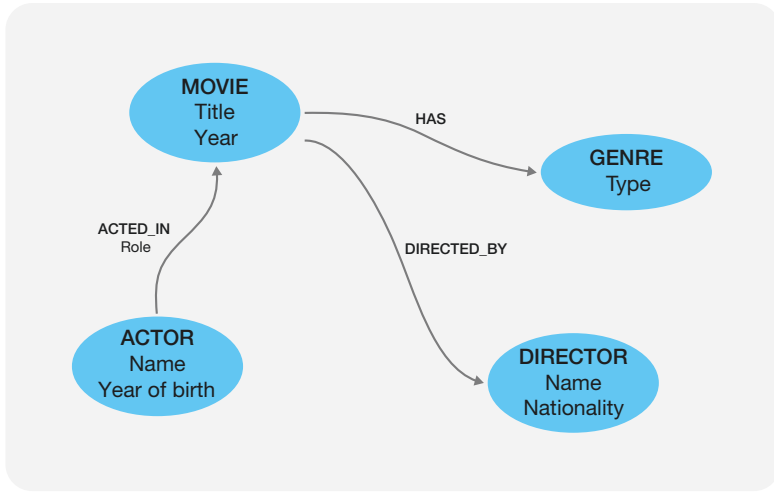 MOVIE
Title
Year
HAS
GENRE
Type
ACTED_IN
Role
DIRECTED_BY
ACTOR
Name
Year of birth
DIRECTOR
Name
Nationality